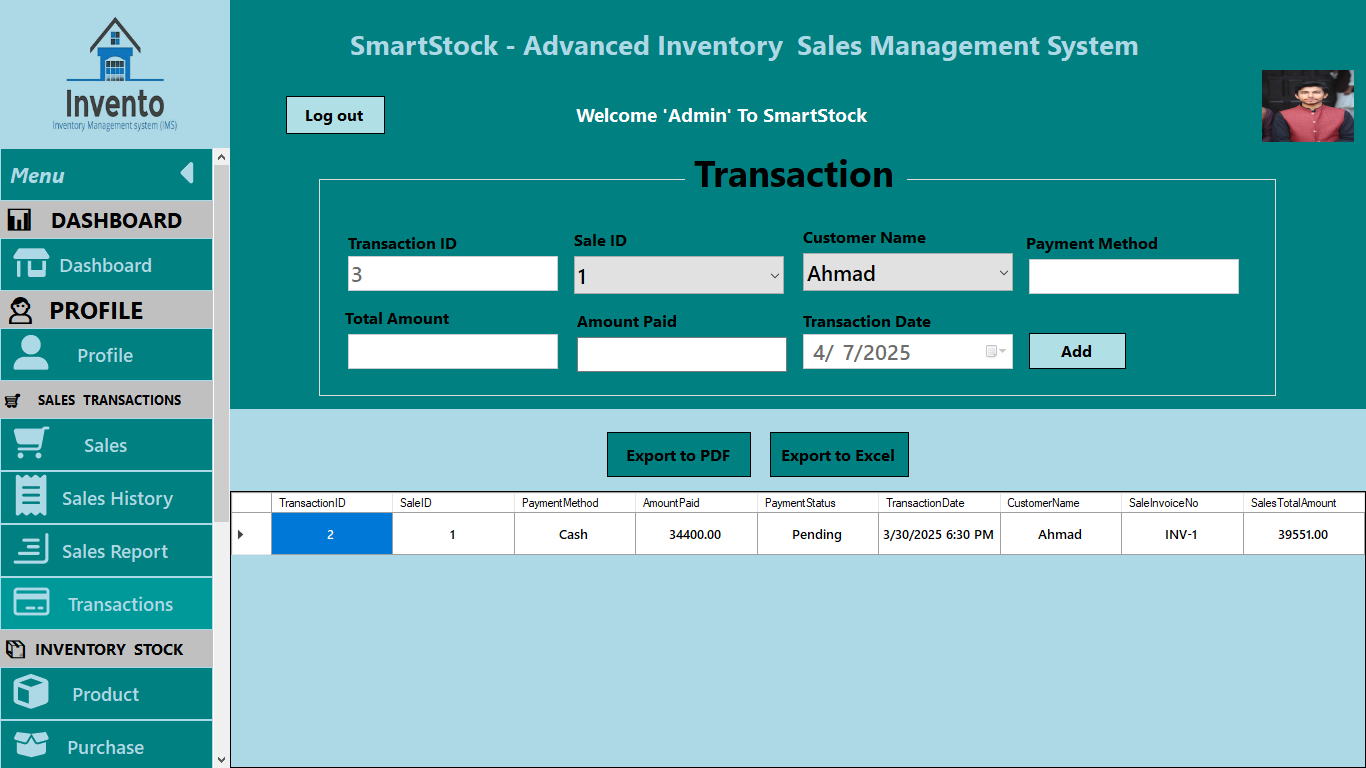 Invento
Inventory Management system (IMS)
Menu
DASHBOARD
Dashboard
PROFILE
Profile
SALES TRANSACTIONS
Sales
Sales History
Sales Report
Transactions
INVENTORY STOCK
Product
Purchase
SmartStock - Advanced Inventory Sales Management System
Log out
Welcome 'Admin' To SmartStock
Transaction
Transaction ID
3
Sale ID
1
Customer Name
Ahmad
Payment Method
Total Amount
Amount Paid
Transaction Date
4/ 7/2025
Add
Export to PDF
Export to Excel
TransactionID SaleID PaymentMethod AmountPaid PaymentStatus TransactionDate CustomerName SaleInvoiceNo SalesTotalAmount
2 1 Cash 34400.00 Pending 3/30/2025 6:30 PM Ahmad INV-1 39551.00